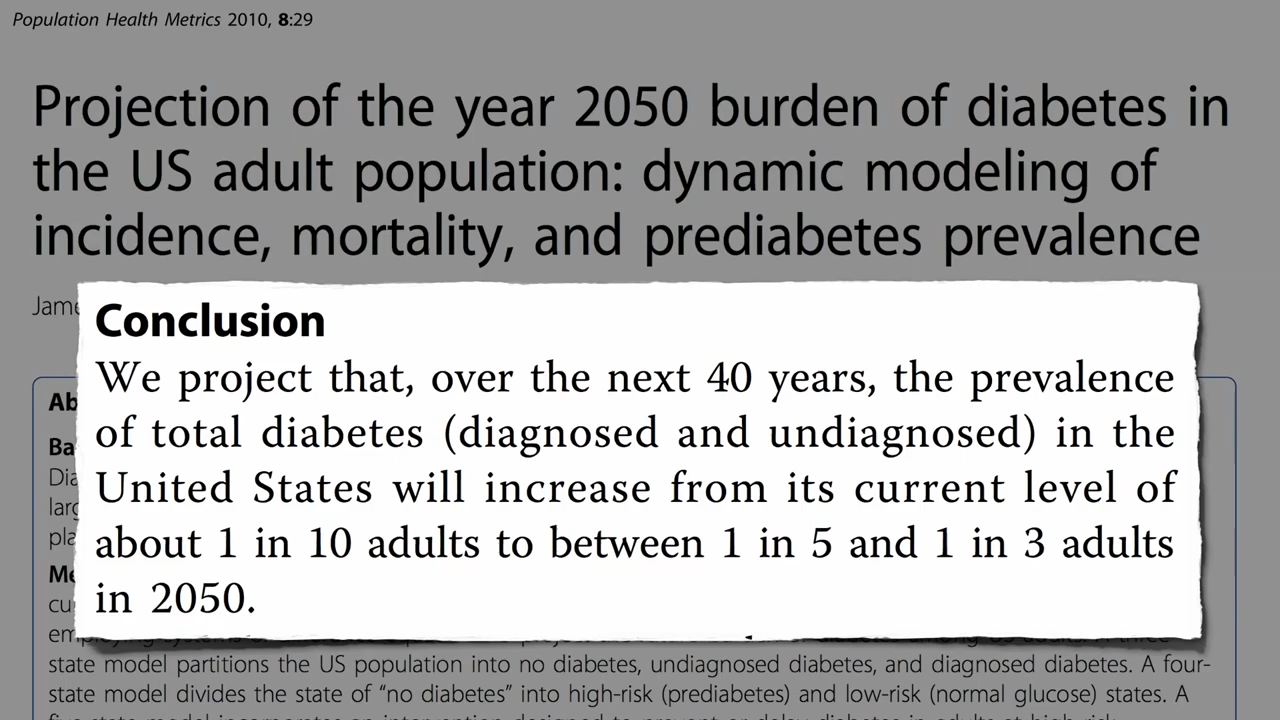 Population Health Metrics 2010, 8:29
Projection of the year 2050 burden of diabetes in
the US adult population: dynamic modeling of
incidence, mortality, and prediabetes prevalence
Conclusion
We project that, over the next 40 years, the prevalence
of total diabetes (diagnosed and undiagnosed) in the
United States will increase from its current level of
about 1 in 10 adults to between 1 in 5 and 1 in 3 adults
in 2050.
state model partitions the US population into no diabetes, undiagnosed diabetes, and diagnosed diabetes. A four-
state model divides the state of “no diabetes” into high-risk (prediabetes) and low-risk (normal glucose) states. A